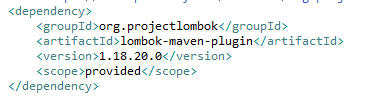 <dependency>
<groupId>org.projectlombok</groupId>
<artifactId>lombok-maven-plugin</artifactId>
<version>1.18.20.0</version>
<scope>provided</scope>
</dependency>